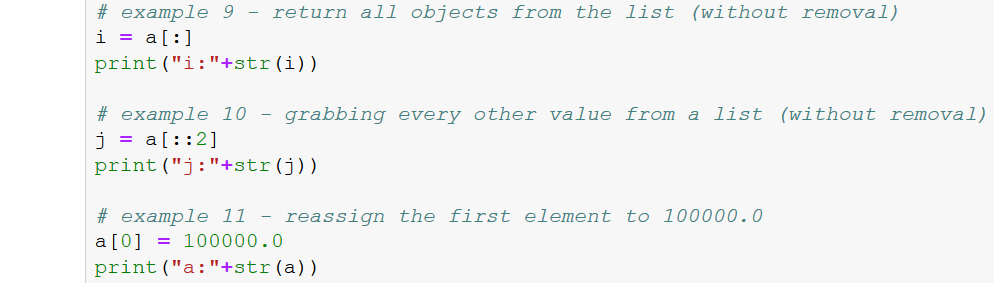 # example 9 - return all objects from the list (without removal)
i = a[:]
print("i:"+str(i))
# example 10 - grabbing every other value from a list (without removal)
j = a[::2]
print("j:"+str(j))
# example 11 - reassign the first element to 100000.0
a[0] = 100000.0
print("a:"+str(a))